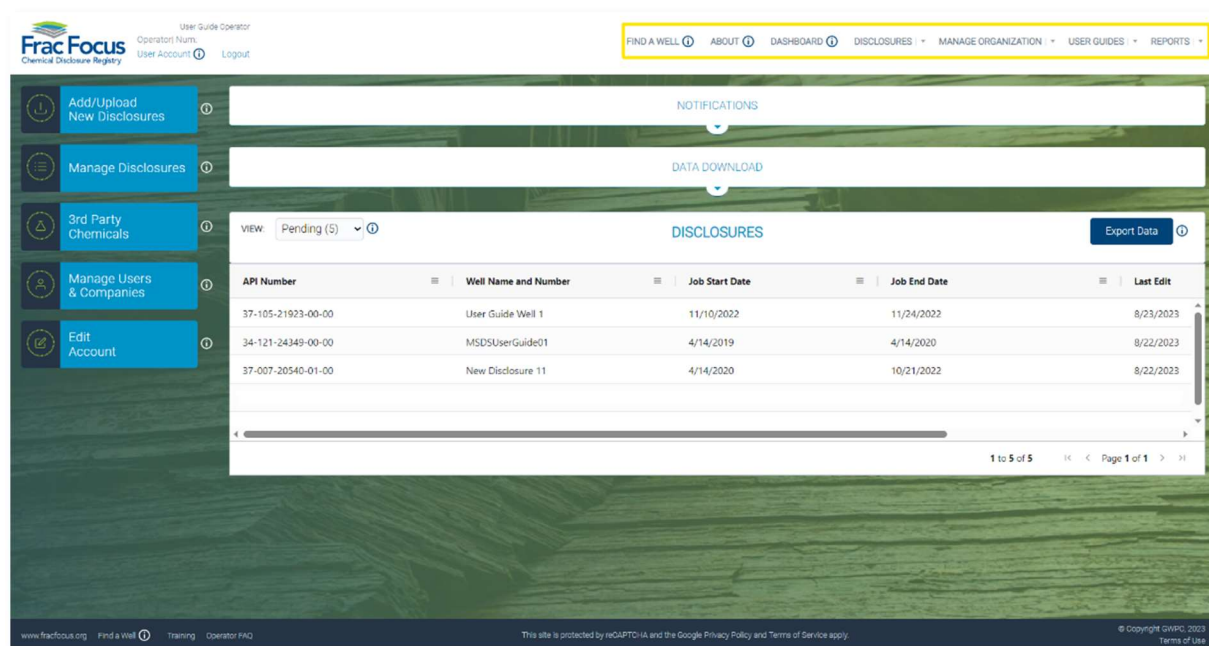 User Guide Operator
Frac Focus
Chemical Disclosure Registry
Operator| Num:
User Account Logout
FIND A WELL ABOUT DASHBOARD DISCLOSURES | MANAGE ORGANIZATION | USER GUIDES | REPORTS |
Add/Upload
New Disclosures
Manage Disclosures
3rd Party
Chemicals
Manage Users
& Companies
Edit
Account
NOTIFICATIONS
DATA DOWNLOAD
VIEW: Pending (5) DISCLOSURES Export Data
API Number Well Name and Number Job Start Date Job End Date Last Edit
37-105-21923-00-00 User Guide Well 1 11/10/2022 11/24/2022 8/23/2023
34-121-24349-00-00 MSDSUserGuide01 4/14/2019 4/14/2020 8/22/2023
37-007-20540-01-00 New Disclosure 11 4/14/2020 10/21/2022 8/22/2023
1 to 5 of 5 Page 1 of 1
www.fracfocus.org Find a Well Training Operator FAQ
This site is protected by reCAPTCHA and the Google Privacy Policy and Terms of Service apply.
© Copyright GWPC, 2023
Terms of Use